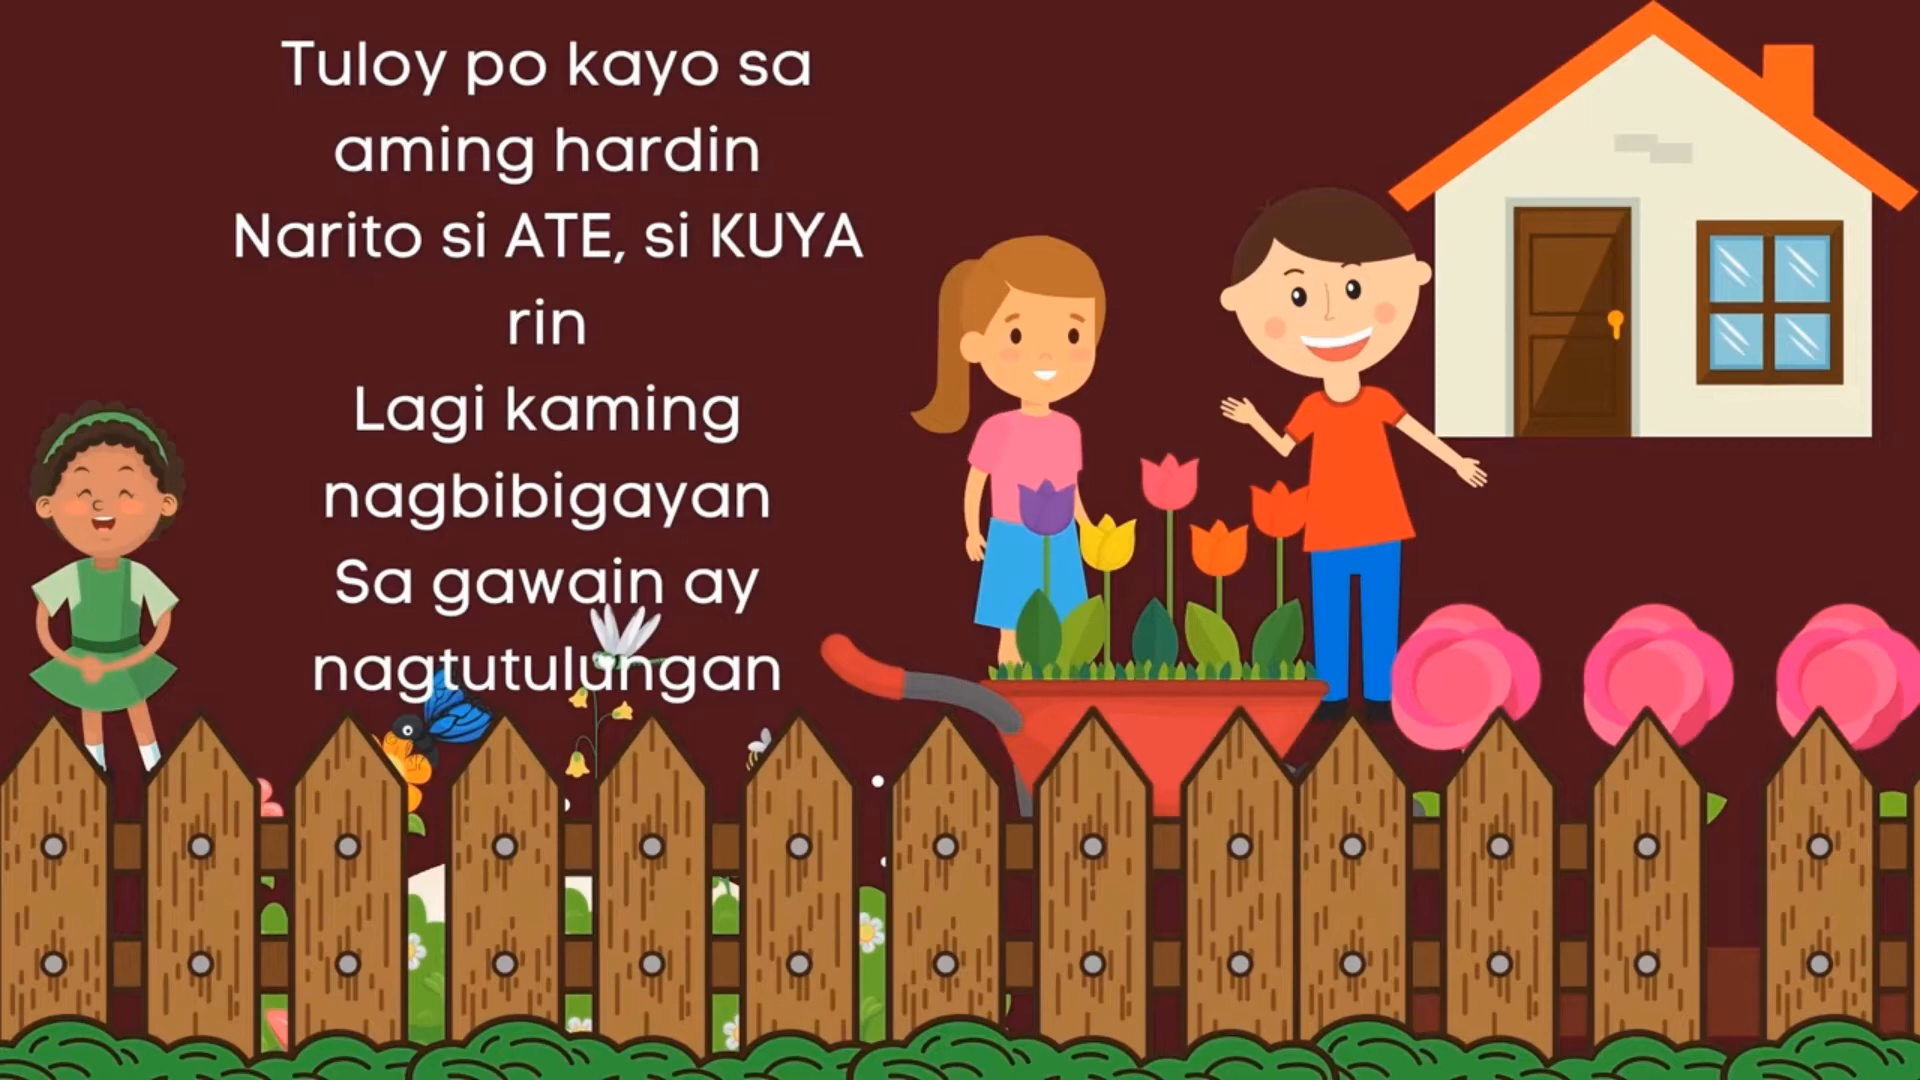 Tuloy po kayo sa
aming hardin
Narito si ATE, si KUYA
rin
Lagi kaming
nagbibigayan
Sa gawain ay
nagtutulungan